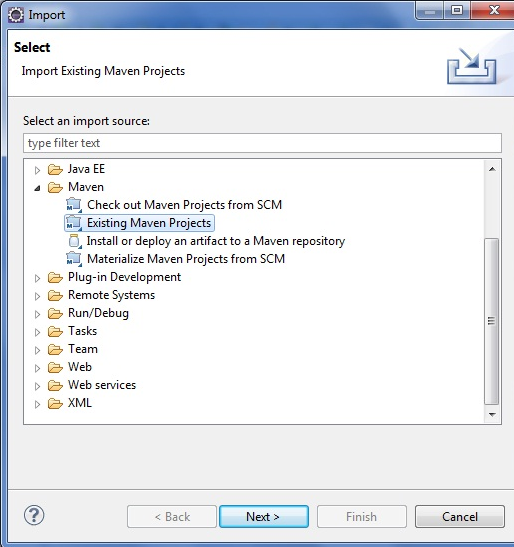 Import
Select
Import Existing Maven Projects
Select an import source:
type filter text
Java EE
Maven
Check out Maven Projects from SCM
Existing Maven Projects
Install or deploy an artifact to a Maven repository
Materialize Maven Projects from SCM
Plug-in Development
Remote Systems
Run/Debug
Tasks
Team
Web
Web services
XML
? < Back Next > Finish Cancel